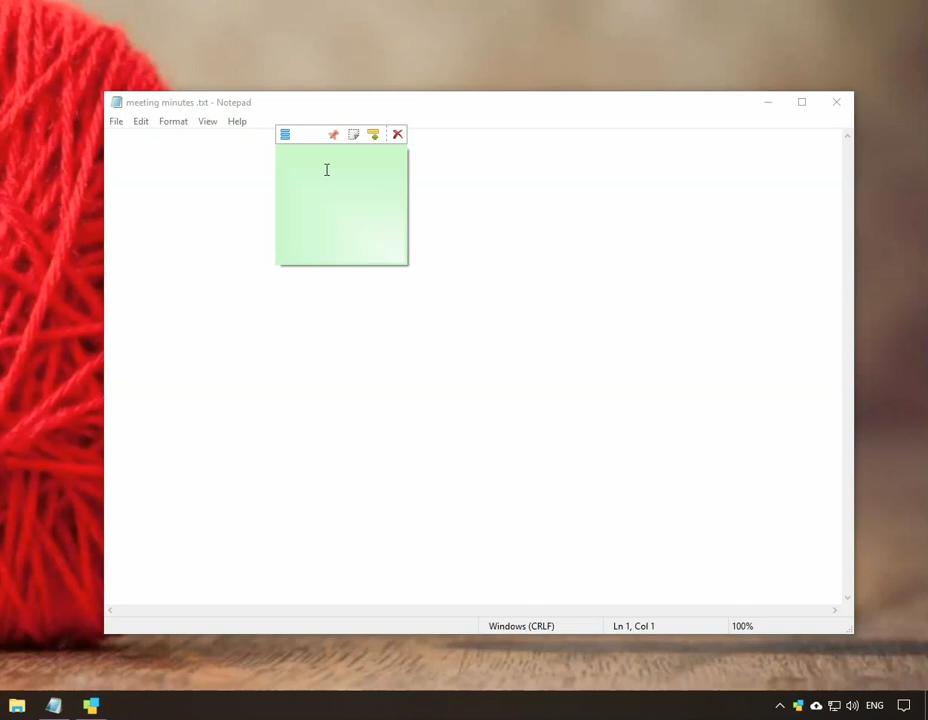 meeting minutes .txt - Notepad
File Edit Format View Help
Windows (CRLF) Ln 1, Col 1 100%
ENG